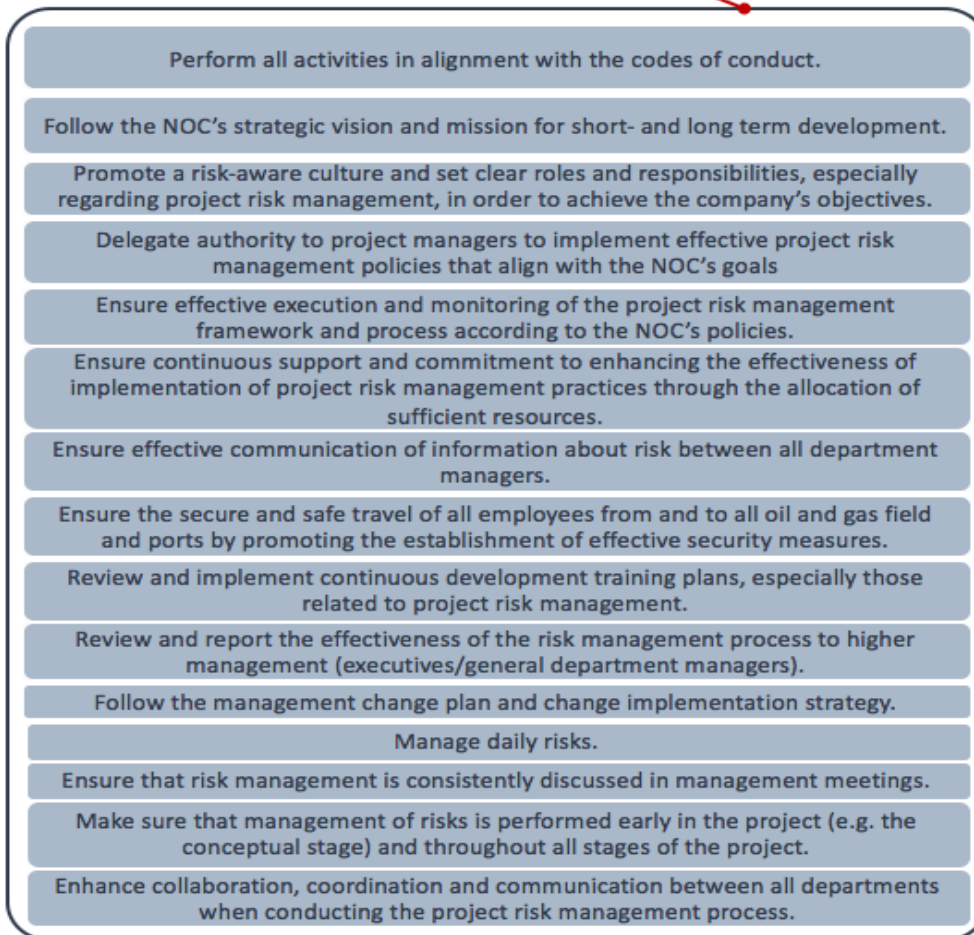 Perform all activities in alignment with the codes of conduct.
Follow the NOC’s strategic vision and mission for short- and long term development.
Promote a risk-aware culture and set clear roles and responsibilities, especially
regarding project risk management, in order to achieve the company’s objectives.
Delegate authority to project managers to implement effective project risk
management policies that align with the NOC’s goals
Ensure effective execution and monitoring of the project risk management
framework and process according to the NOC’s policies.
Ensure continuous support and commitment to enhancing the effectiveness of
implementation of project risk management practices through the allocation of
sufficient resources.
Ensure effective communication of information about risk between all department
managers.
Ensure the secure and safe travel of all employees from and to all oil and gas field
and ports by promoting the establishment of effective security measures.
Review and implement continuous development training plans, especially those
related to project risk management.
Review and report the effectiveness of the risk management process to higher
management (executives/general department managers).
Follow the management change plan and change implementation strategy.
Manage daily risks.
Ensure that risk management is consistently discussed in management meetings.
Make sure that management of risks is performed early in the project (e.g. the
conceptual stage) and throughout all stages of the project.
Enhance collaboration, coordination and communication between all departments
when conducting the project risk management process.